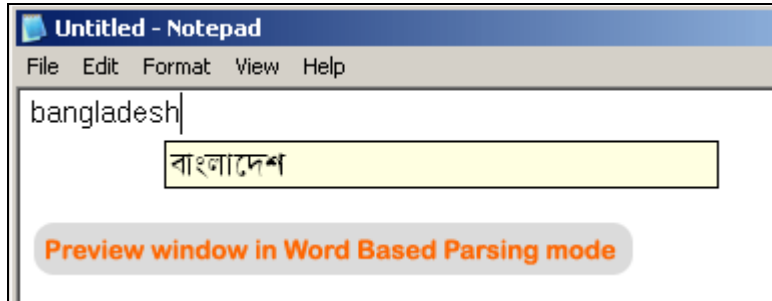 Untitled - Notepad
File Edit Format View Help
bangladesh
বাংলাদেশ
Preview window in Word Based Parsing mode